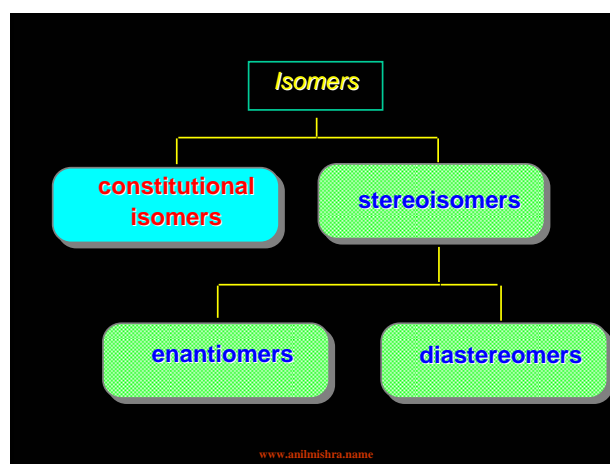 Isomers
constitutional
isomers
stereoisomers
enantiomers
diastereomers
www.anilmishra.name